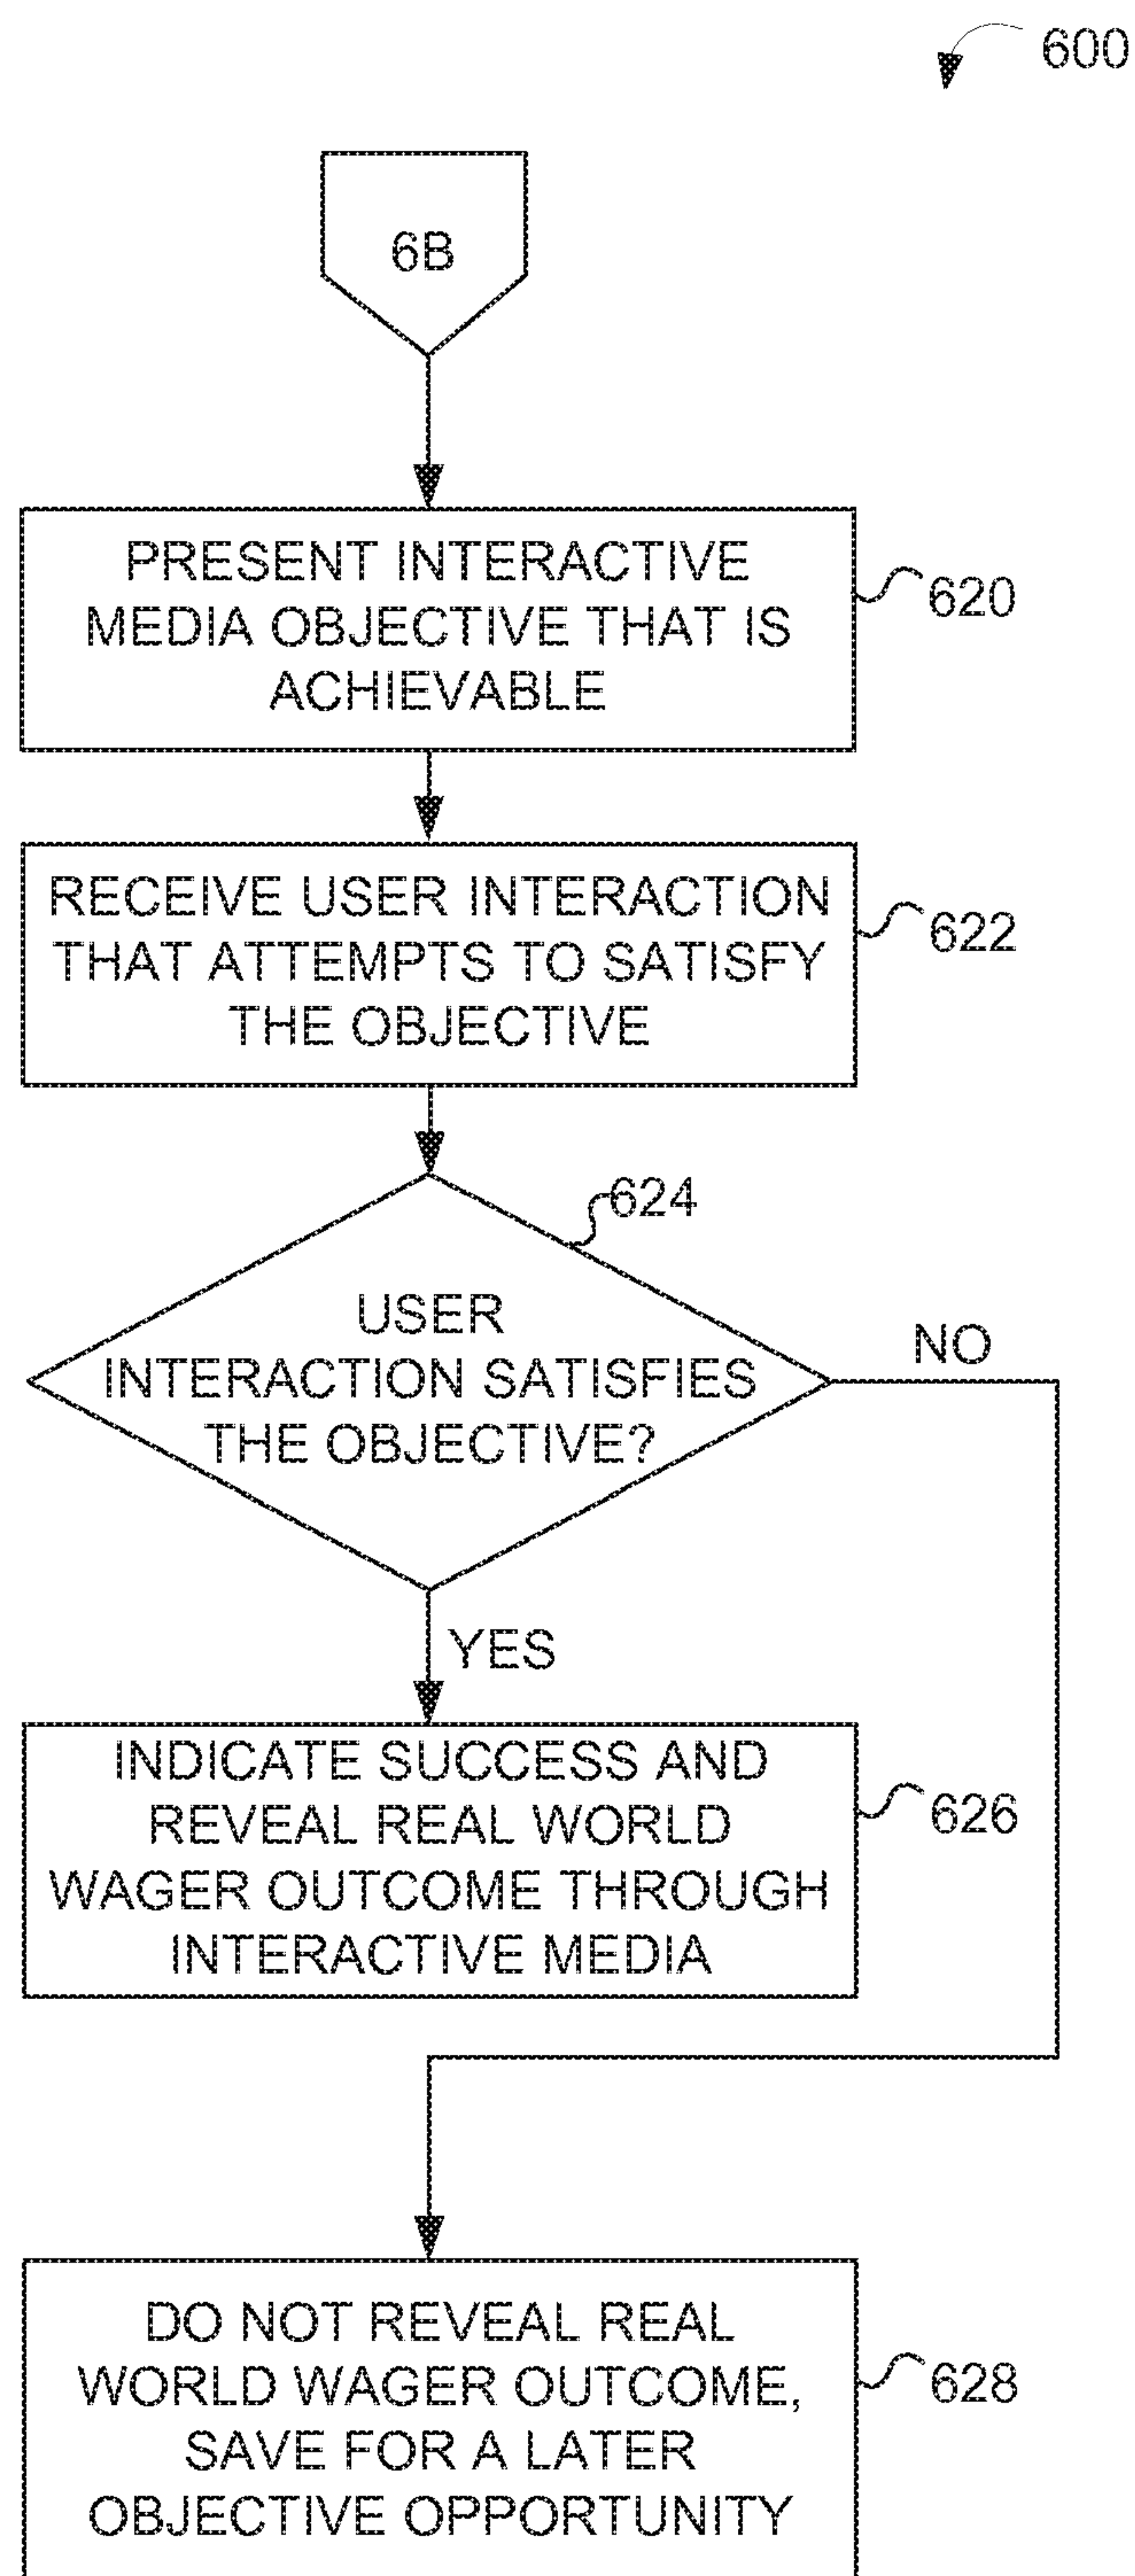 600
6B
PRESENT INTERACTIVE
MEDIA OBJECTIVE THAT IS
ACHIEVABLE
620
RECEIVE USER INTERACTION
THAT ATTEMPTS TO SATISFY
THE OBJECTIVE
622
624
USER
INTERACTION SATISFIES
THE OBJECTIVE?
NO
YES
INDICATE SUCCESS AND
REVEAL REAL WORLD
WAGER OUTCOME THROUGH
INTERACTIVE MEDIA
626
DO NOT REVEAL REAL
WORLD WAGER OUTCOME,
SAVE FOR A LATER
OBJECTIVE OPPORTUNITY
628